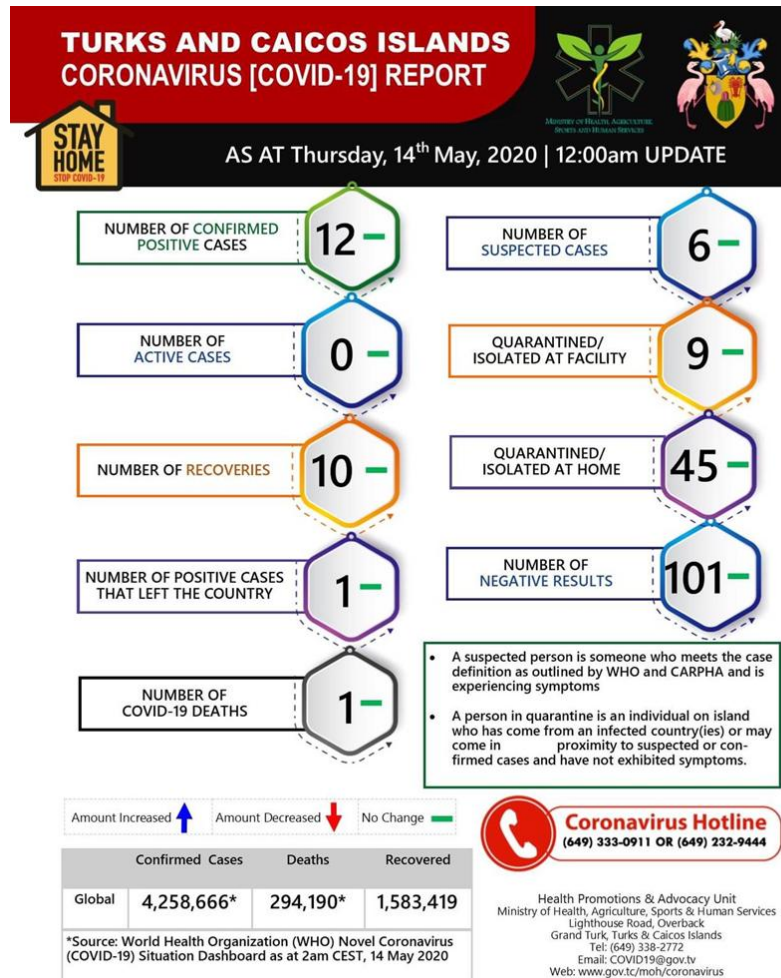 TURKS AND CAICOS ISLANDS
CORONAVIRUS [COVID-19] REPORT
MINISTRY OF HEALTH, AGRICULTURE,
SPORTS AND HUMAN SERVICES
STAY
HOME
STOP COVID-19
AS AT Thursday, 14th May, 2020 | 12:00am UPDATE
NUMBER OF CONFIRMED
POSITIVE CASES
12
NUMBER OF
SUSPECTED CASES
6
NUMBER OF
ACTIVE CASES
0
QUARANTINED/
ISOLATED AT FACILITY
9
NUMBER OF RECOVERIES
10
QUARANTINED/
ISOLATED AT HOME
45
NUMBER OF POSITIVE CASES
THAT LEFT THE COUNTRY
1
NUMBER OF
NEGATIVE RESULTS
101
NUMBER OF
COVID-19 DEATHS
1
• A suspected person is someone who meets the case
definition as outlined by WHO and CARPHA and is
experiencing symptoms
• A person in quarantine is an individual on island
who has come from an infected country(ies) or may
come in proximity to suspected or con-
firmed cases and have not exhibited symptoms.
Amount Increased Amount Decreased No Change
Coronavirus Hotline
(649) 333-0911 OR (649) 232-9444
Confirmed Cases Deaths Recovered
Global 4,258,666* 294,190* 1,583,419
*Source: World Health Organization (WHO) Novel Coronavirus
(COVID-19) Situation Dashboard as at 2am CEST, 14 May 2020
Health Promotions & Advocacy Unit
Ministry of Health, Agriculture, Sports & Human Services
Lighthouse Road, Overback
Grand Turk, Turks & Caicos Islands
Tel: (649) 338-2772
Email: COVID19@gov.tv
Web: www.gov.tc/moh/coronavirus